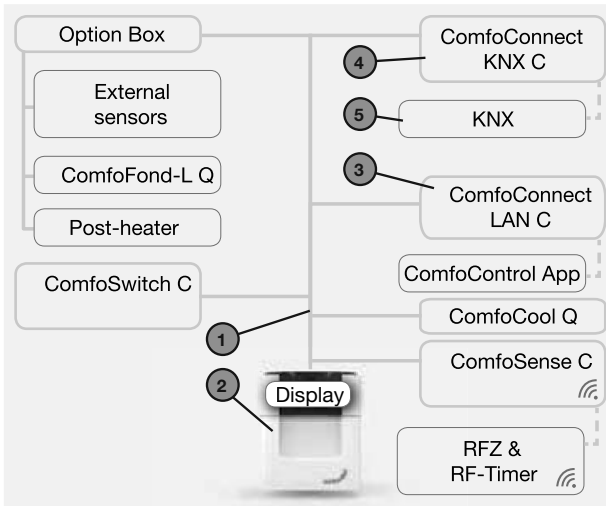 Option Box
External
sensors
ComfoFond-L Q
Post-heater
ComfoSwitch C
1
2
Display
4
ComfoConnect
KNX C
5
KNX
3
ComfoConnect
LAN C
ComfoControl App
ComfoCool Q
ComfoSense C
RFZ &
RF-Timer